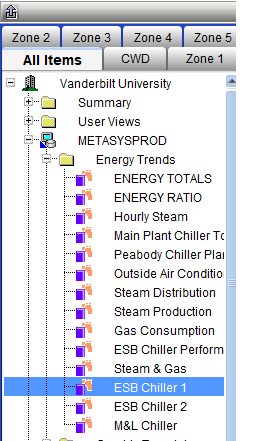 Zone 2 Zone 3 Zone 4 Zone 5
All Items CWD Zone 1
Vanderbilt University
Summary
User Views
METASYSPROD
Energy Trends
ENERGY TOTALS
ENERGY RATIO
Hourly Steam
Main Plant Chiller To
Peabody Chiller Plan
Outside Air Conditio
Steam Distribution
Steam Production
Gas Consumption
ESB Chiller Perform
Steam & Gas
ESB Chiller 1
ESB Chiller 2
M&L Chiller